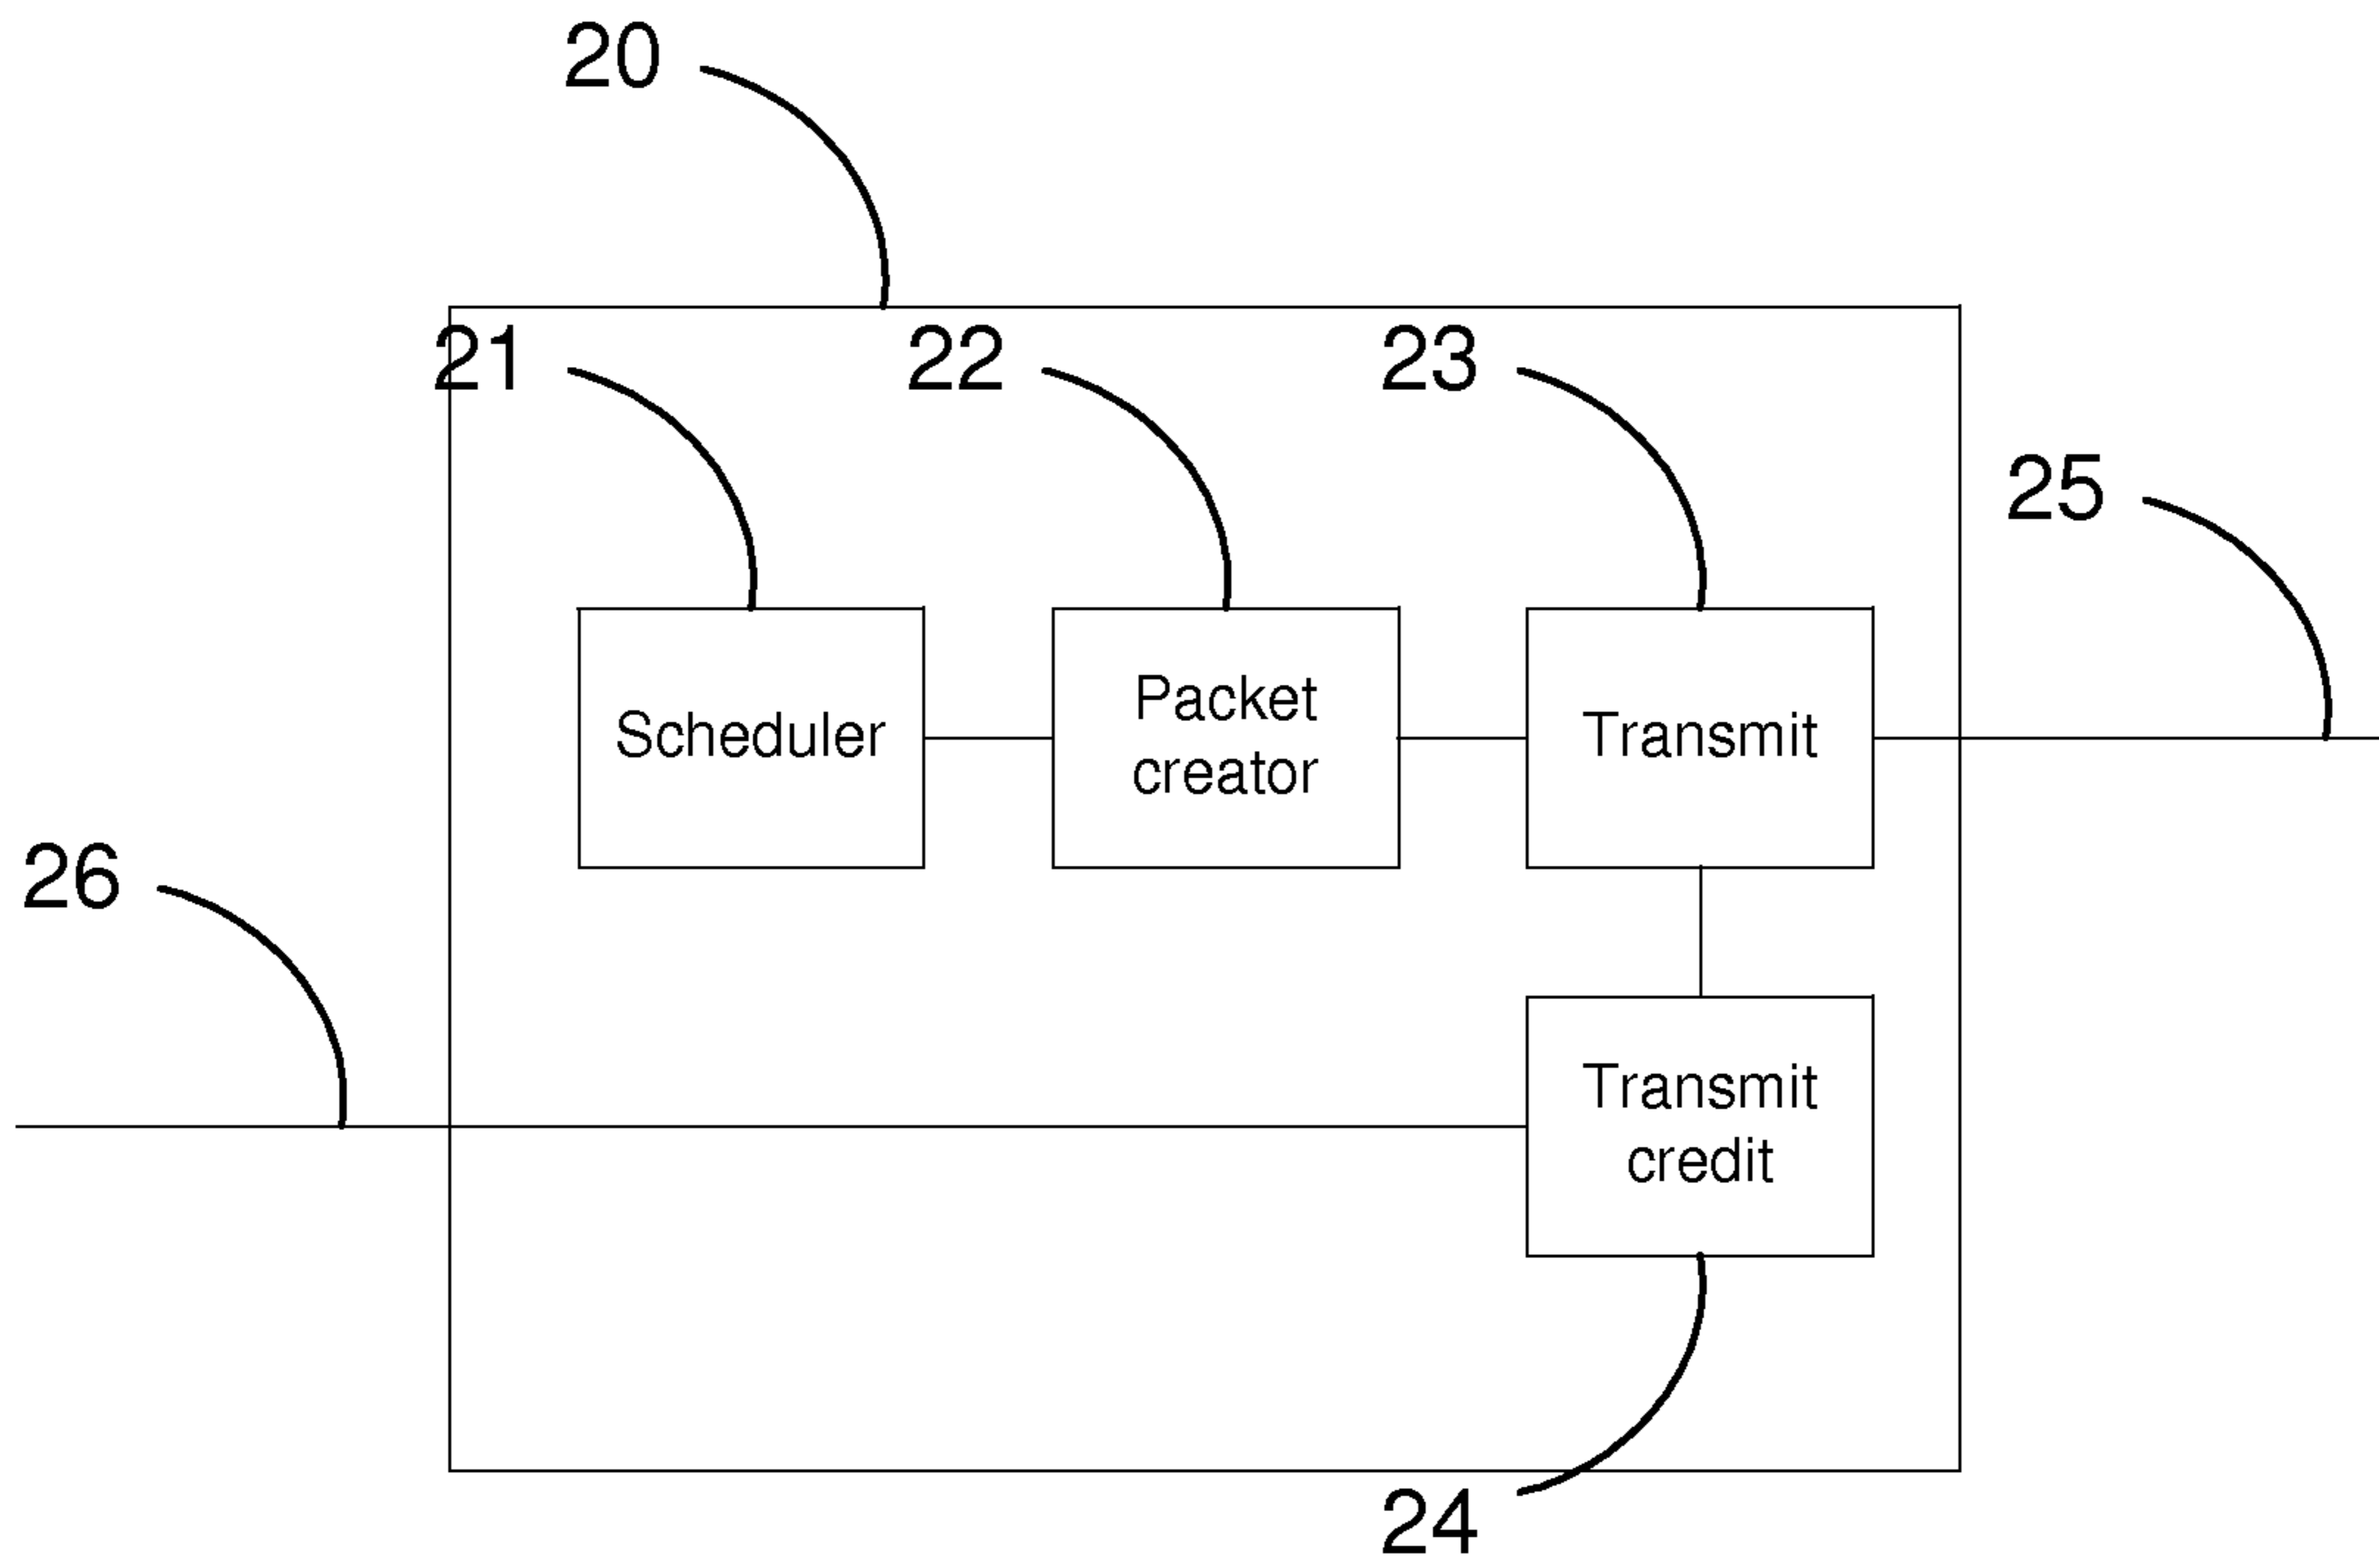 20
21
22
23
25
Scheduler
Packet
creator
Transmit
26
Transmit
credit
24